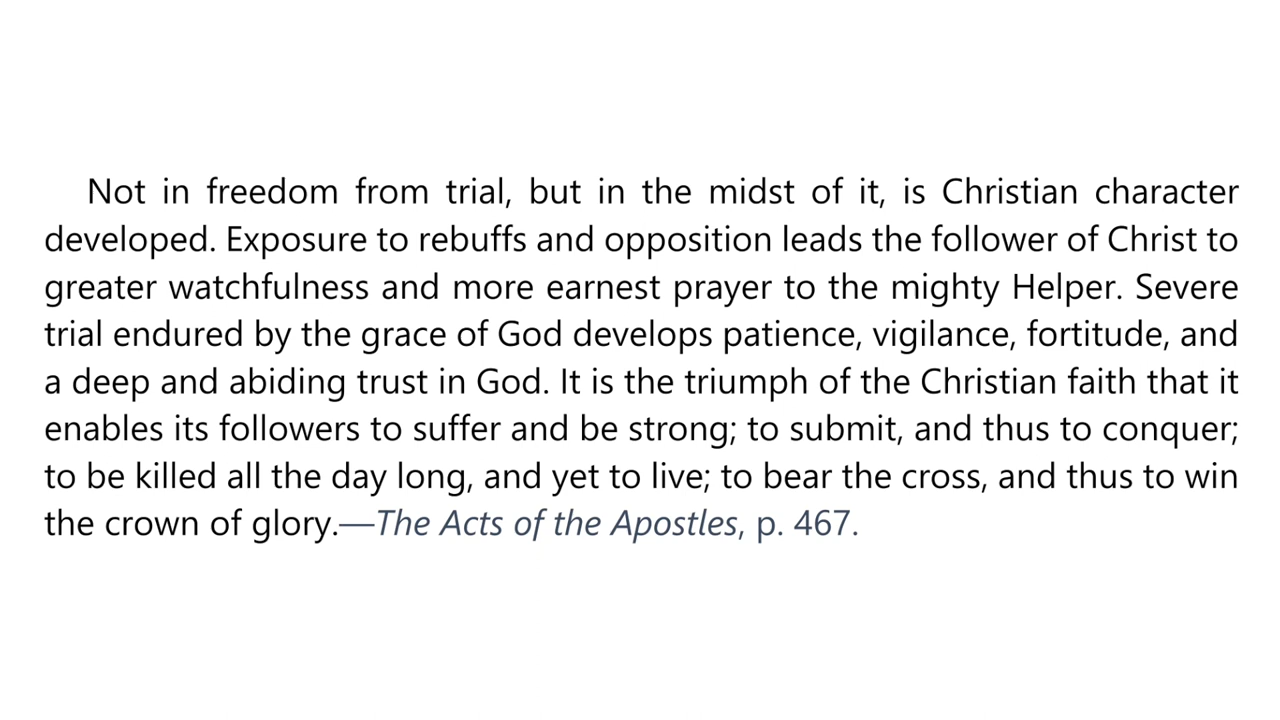 Not in freedom from trial, but in the midst of it, is Christian character
developed. Exposure to rebuffs and opposition leads the follower of Christ to
greater watchfulness and more earnest prayer to the mighty Helper. Severe
trial endured by the grace of God develops patience, vigilance, fortitude, and
a deep and abiding trust in God. It is the triumph of the Christian faith that it
enables its followers to suffer and be strong; to submit, and thus to conquer;
to be killed all the day long, and yet to live; to bear the cross, and thus to win
the crown of glory.—The Acts of the Apostles, p. 467.